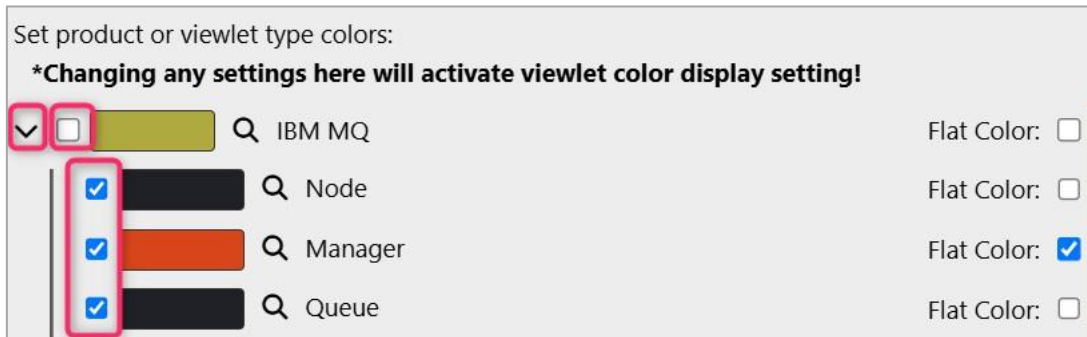 Set product or viewlet type colors:
*Changing any settings here will activate viewlet color display setting!
IBM MQ Flat Color:
Node Flat Color:
Manager Flat Color:
Queue Flat Color: